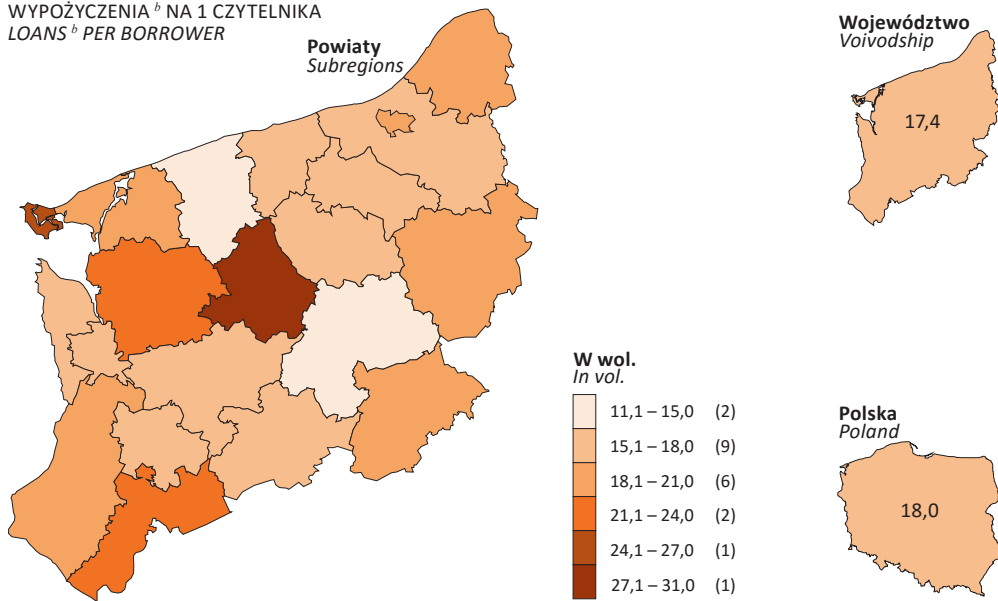 WYPOŻYCZENIA ᵇ NA 1 CZYTELNIKA
LOANS ᵇ PER BORROWER
Powiaty
Subregions
Województwo
Voivodship
17,4
W wol.
In vol.
11,1 – 15,0 (2)
15,1 – 18,0 (9)
18,1 – 21,0 (6)
21,1 – 24,0 (2)
24,1 – 27,0 (1)
27,1 – 31,0 (1)
Polska
Poland
18,0